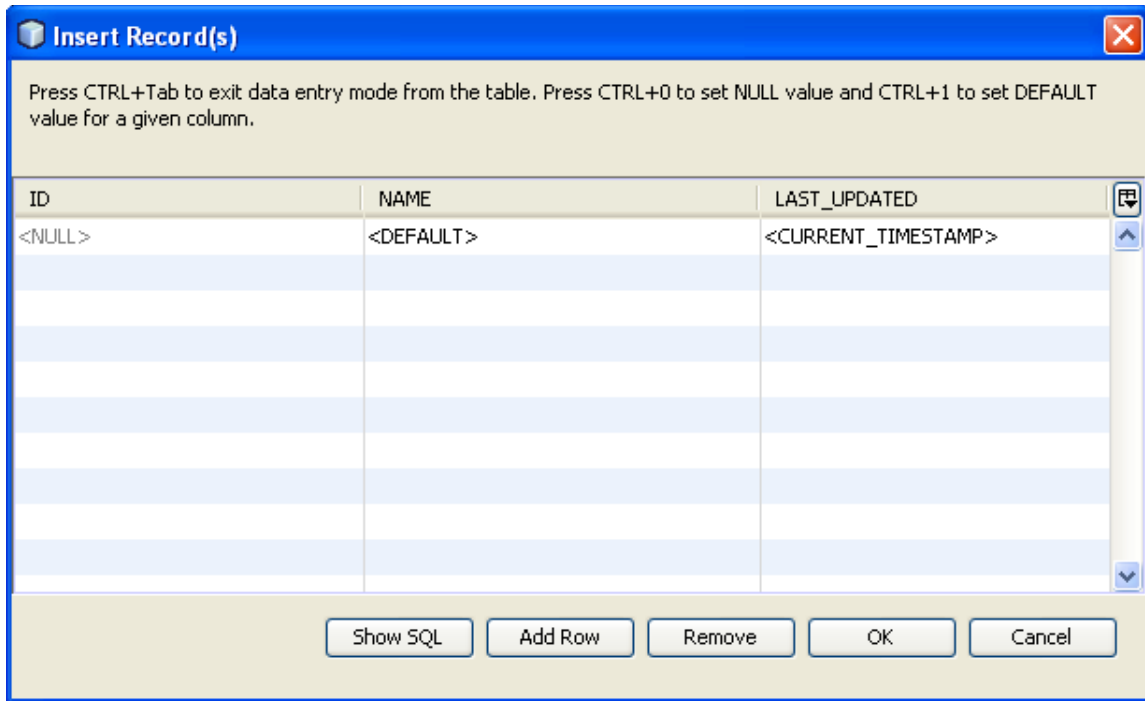 Insert Record(s)
Press CTRL+Tab to exit data entry mode from the table. Press CTRL+0 to set NULL value and CTRL+1 to set DEFAULT
value for a given column.
ID NAME LAST_UPDATED
<NULL> <DEFAULT> <CURRENT_TIMESTAMP>
Show SQL Add Row Remove OK Cancel